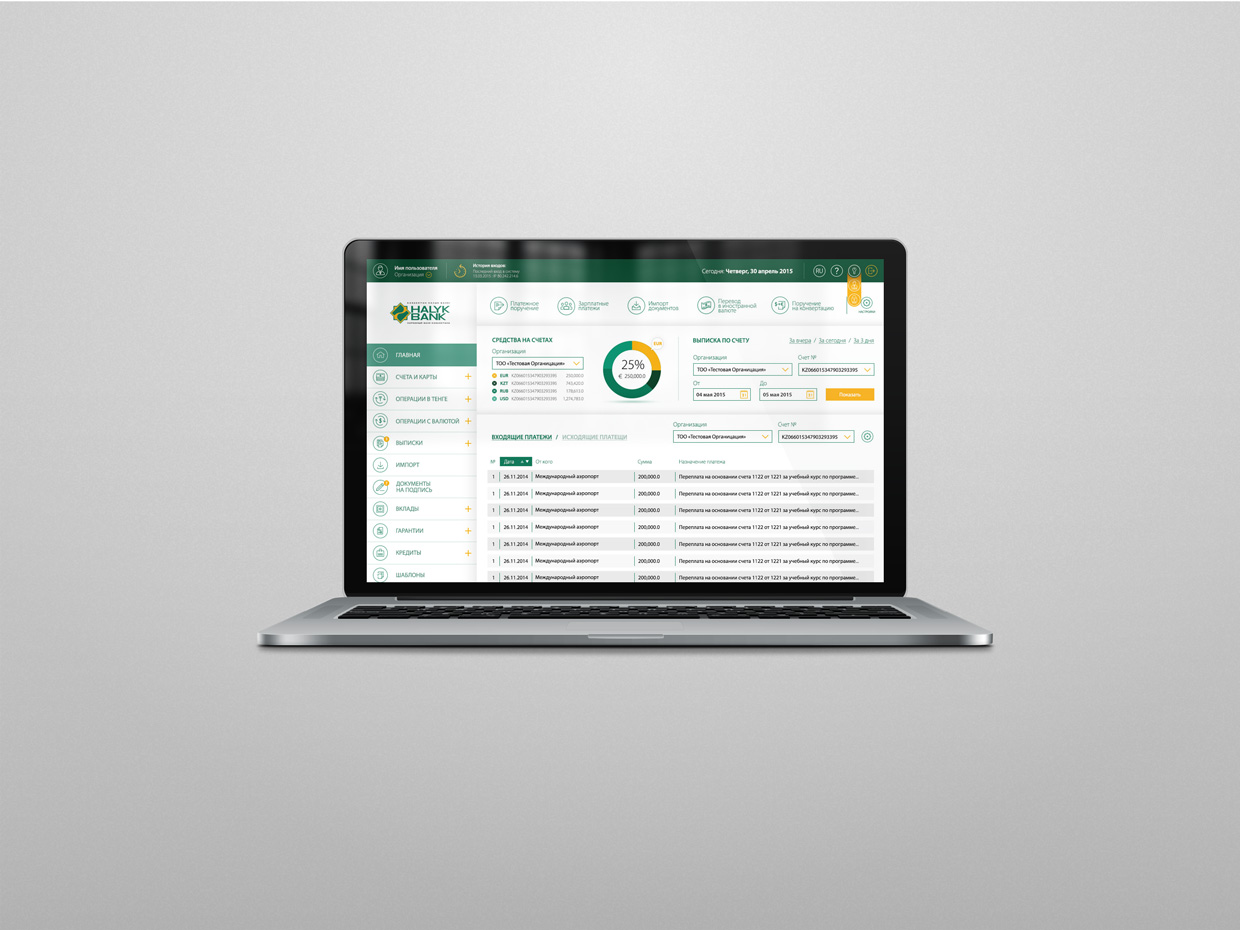 Имя пользователя
Организация
История входов:
Последний вход в систему
Сегодня: Четверг, 30 апрель 2015
RU
?
HALYK
BANK
Платежное
поручение
Зарплатные
платежи
Импорт
документов
Перевод
в иностранной
валюте
Поручение
на конвертацию
НАСТРОЙКИ
ГЛАВНАЯ
СЧЕТА И КАРТЫ
ОПЕРАЦИИ В ТЕНГЕ
ОПЕРАЦИИ С ВАЛЮТОЙ
ВЫПИСКИ
ИМПОРТ
ДОКУМЕНТЫ
НА ПОДПИСЬ
ВКЛАДЫ
ГАРАНТИИ
КРЕДИТЫ
ШАБЛОНЫ
СРЕДСТВА НА СЧЕТАХ
Организация
ТОО «Тестовая Органицация»
EUR KZ066015347903293395 250,000.0
KZT KZ066015347903293395 745,420.0
RUB KZ066015347903293395 178,613.0
USD KZ066015347903293395 1,274,783.0
EUR
25%
€ 250,000.0
ВЫПИСКА ПО СЧЕТУ
За вчера / За сегодня / За 3 дня
Организация Счет №
ТОО «Тестовая Органицация» KZ066015347903293395
От До
04 мая 2015 05 мая 2015 Показать
ВХОДЯЩИЕ ПЛАТЕЖИ / ИСХОДЯЩИЕ ПЛАТЕЩИ
Организация Счет №
ТОО «Тестовая Органицация» KZ066015347903293395
№ Дата От кого Сумма Назначение платежа
1 26.11.2014 Международный аэропорт 200,000.0 Переплата на основании счета 1122 от 1221 за учебный курс по программе...
1 26.11.2014 Международный аэропорт 200,000.0 Переплата на основании счета 1122 от 1221 за учебный курс по программе...
1 26.11.2014 Международный аэропорт 200,000.0 Переплата на основании счета 1122 от 1221 за учебный курс по программе...
1 26.11.2014 Международный аэропорт 200,000.0 Переплата на основании счета 1122 от 1221 за учебный курс по программе...
1 26.11.2014 Международный аэропорт 200,000.0 Переплата на основании счета 1122 от 1221 за учебный курс по программе...
1 26.11.2014 Международный аэропорт 200,000.0 Переплата на основании счета 1122 от 1221 за учебный курс по программе...
1 26.11.2014 Международный аэропорт 200,000.0 Переплата на основании счета 1122 от 1221 за учебный курс по программе...